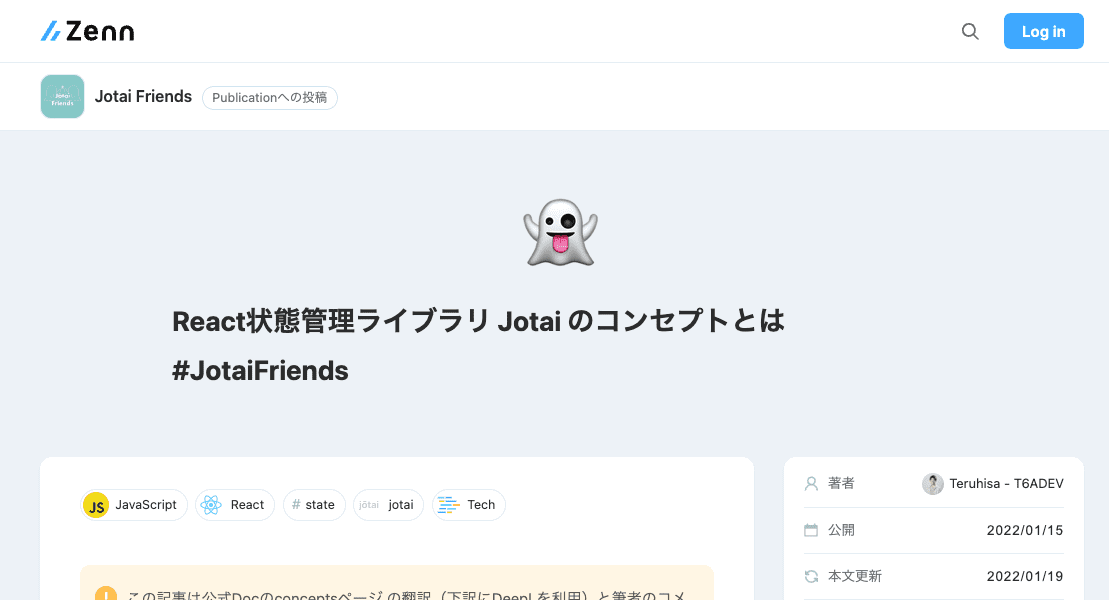 Zenn
Log in
Jotai Friends
Publicationへの投稿
React状態管理ライブラリ Jotai のコンセプトとは
#JotaiFriends
JS JavaScript
React
# state
jōtai jotai
Tech
この記事は公式Docのconceptsページ の翻訳（下訳にDeepLを利用）と筆者のコメ
著者 Teruhisa - T6ADEV
公開 2022/01/15
本文更新 2022/01/19